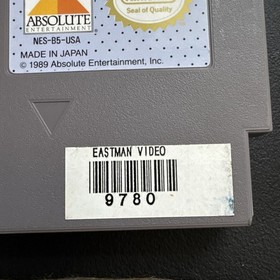 ABSOLUTE
ENTERTAINMENT
Seal of Quality
NES-B5-USA
MADE IN JAPAN
© 1989 Absolute Entertainment, Inc.
EASTMAN VIDEO
9780